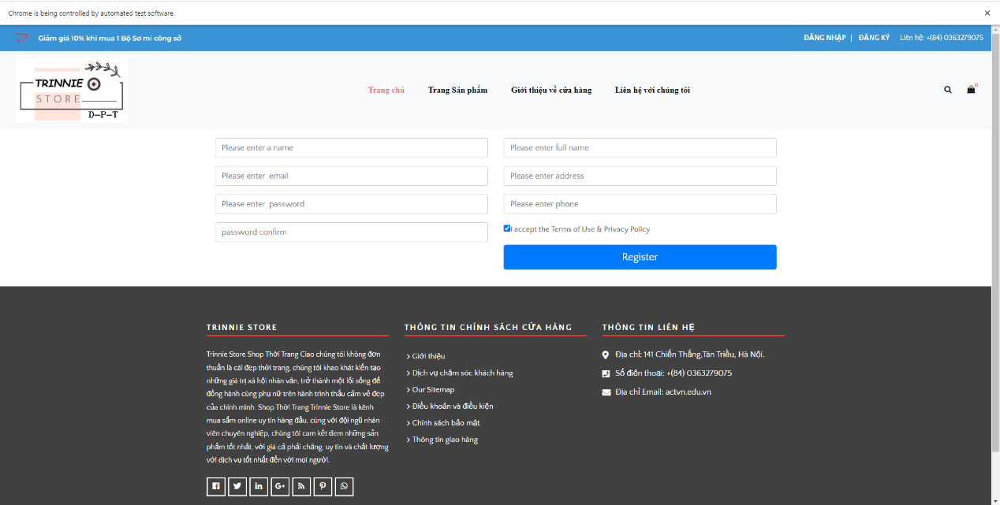 Chrome is being controlled by automated test software.
Giảm giá 10% khi mua 1 Bộ Sơ mi công sở
ĐĂNG NHẬP | ĐĂNG KÝ Liên hệ: +(84) 0363279075
TRINNIE
STORE
D-P-T
Trang chủ Trang Sản phẩm Giới thiệu về cửa hàng Liên hệ với chúng tôi
0
Please enter a name
Please enter full name
Please enter email
Please enter address
Please enter password
Please enter phone
password confirm
I accept the Terms of Use & Privacy Policy
Register
TRINNIE STORE
Trinnie Store Shop Thời Trang Ciao chúng tôi không đơn
thuần là cái đẹp thời trang, chúng tôi khao khát kiến tạo
những giá trị xã hội nhân văn, trở thành một lối sống để
đồng hành cùng phụ nữ trên hành trình thấu cảm vẻ đẹp
của chính mình. Shop Thời Trang Trinnie Store là kênh
mua sắm online uy tín hàng đầu, cùng với đội ngũ nhân
viên chuyên nghiệp, chúng tôi cam kết đem những sản
phẩm tốt nhất, với giá cả phải chăng, uy tín và chất lượng
với dịch vụ tốt nhất đến với mọi người.
THÔNG TIN CHÍNH SÁCH CỬA HÀNG
Giới thiệu
Dịch vụ chăm sóc khách hàng
Our Sitemap
Điều khoản và điều kiện
Chính sách bảo mật
Thông tin giao hàng
THÔNG TIN LIÊN HỆ
Địa chỉ: 141 Chiến Thắng,Tân Triều, Hà Nội.
Số điện thoại: +(84) 0363279075
Địa chỉ Email: actvn.edu.vn